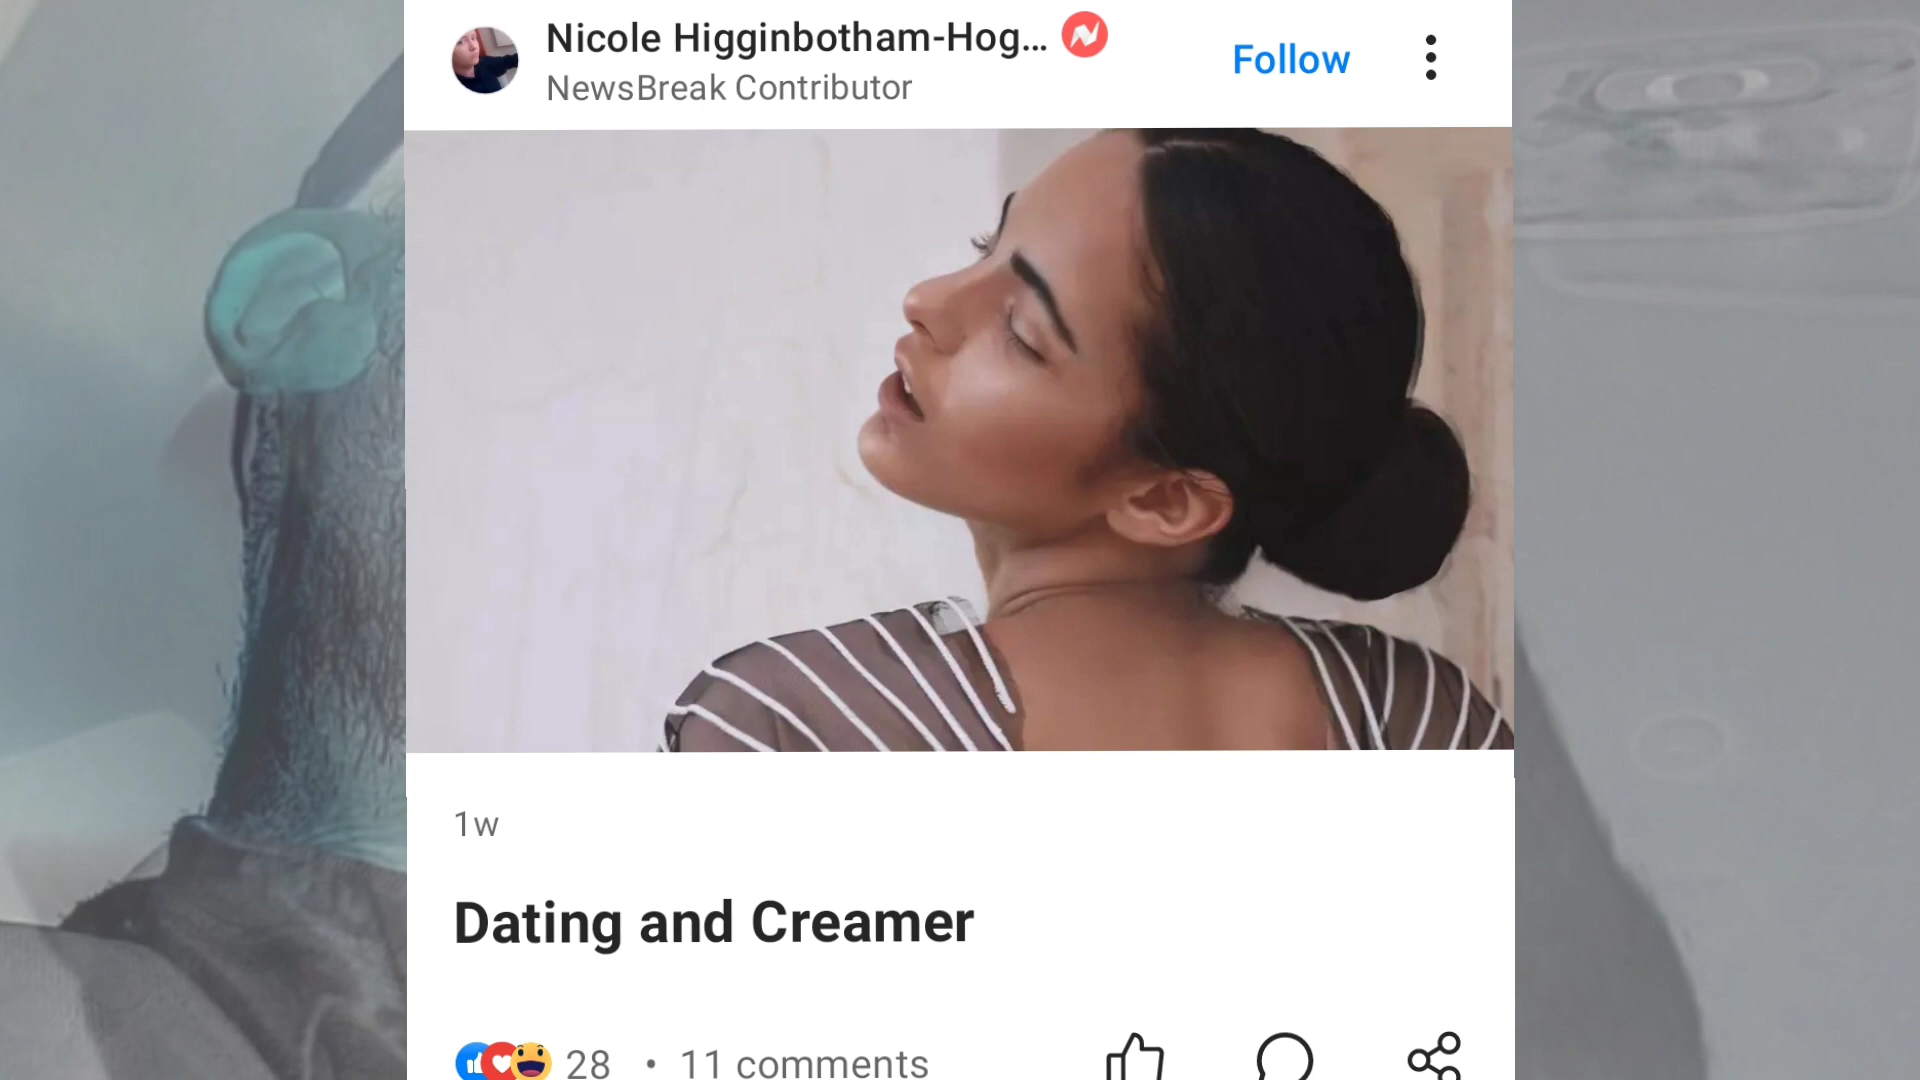 Nicole Higginbotham-Hog...
Follow
NewsBreak Contributor
1w
Dating and Creamer
28 • 11 comments